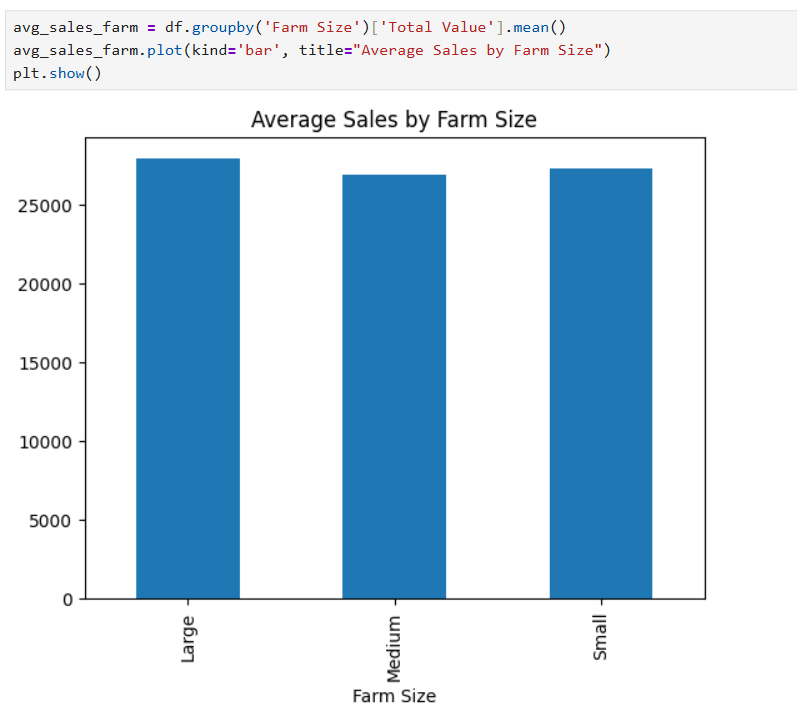 avg_sales_farm = df.groupby('Farm Size')['Total Value'].mean()
avg_sales_farm.plot(kind='bar', title="Average Sales by Farm Size")
plt.show()
Average Sales by Farm Size
25000
20000
15000
10000
5000
0
Large
Medium
Small
Farm Size